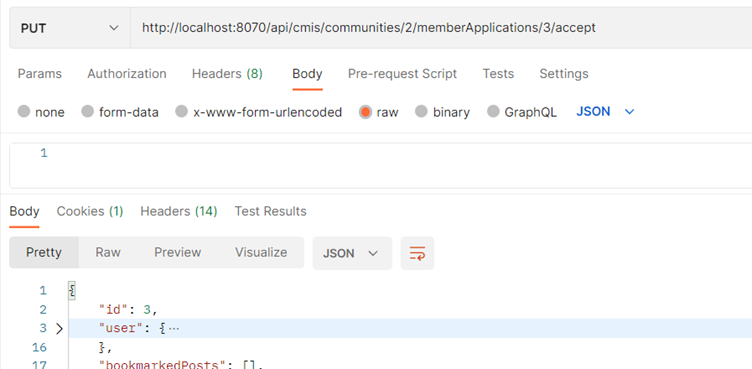 PUT http://localhost:8070/api/cmis/communities/2/memberApplications/3/accept
Params Authorization Headers (8) Body Pre-request Script Tests Settings
none form-data x-www-form-urlencoded raw binary GraphQL JSON
1
Body Cookies (1) Headers (14) Test Results
Pretty Raw Preview Visualize JSON
1 {
2 "id": 3,
3 "user": {...
16 },
17 "bookmarkedPosts": [],